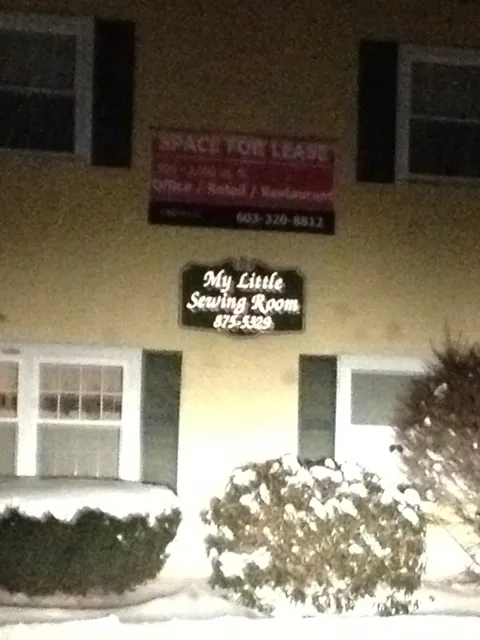 SPACE FOR LEASE
Office / Retail / Restaurant
603-320-8812
My Little
Sewing Room
875-5329